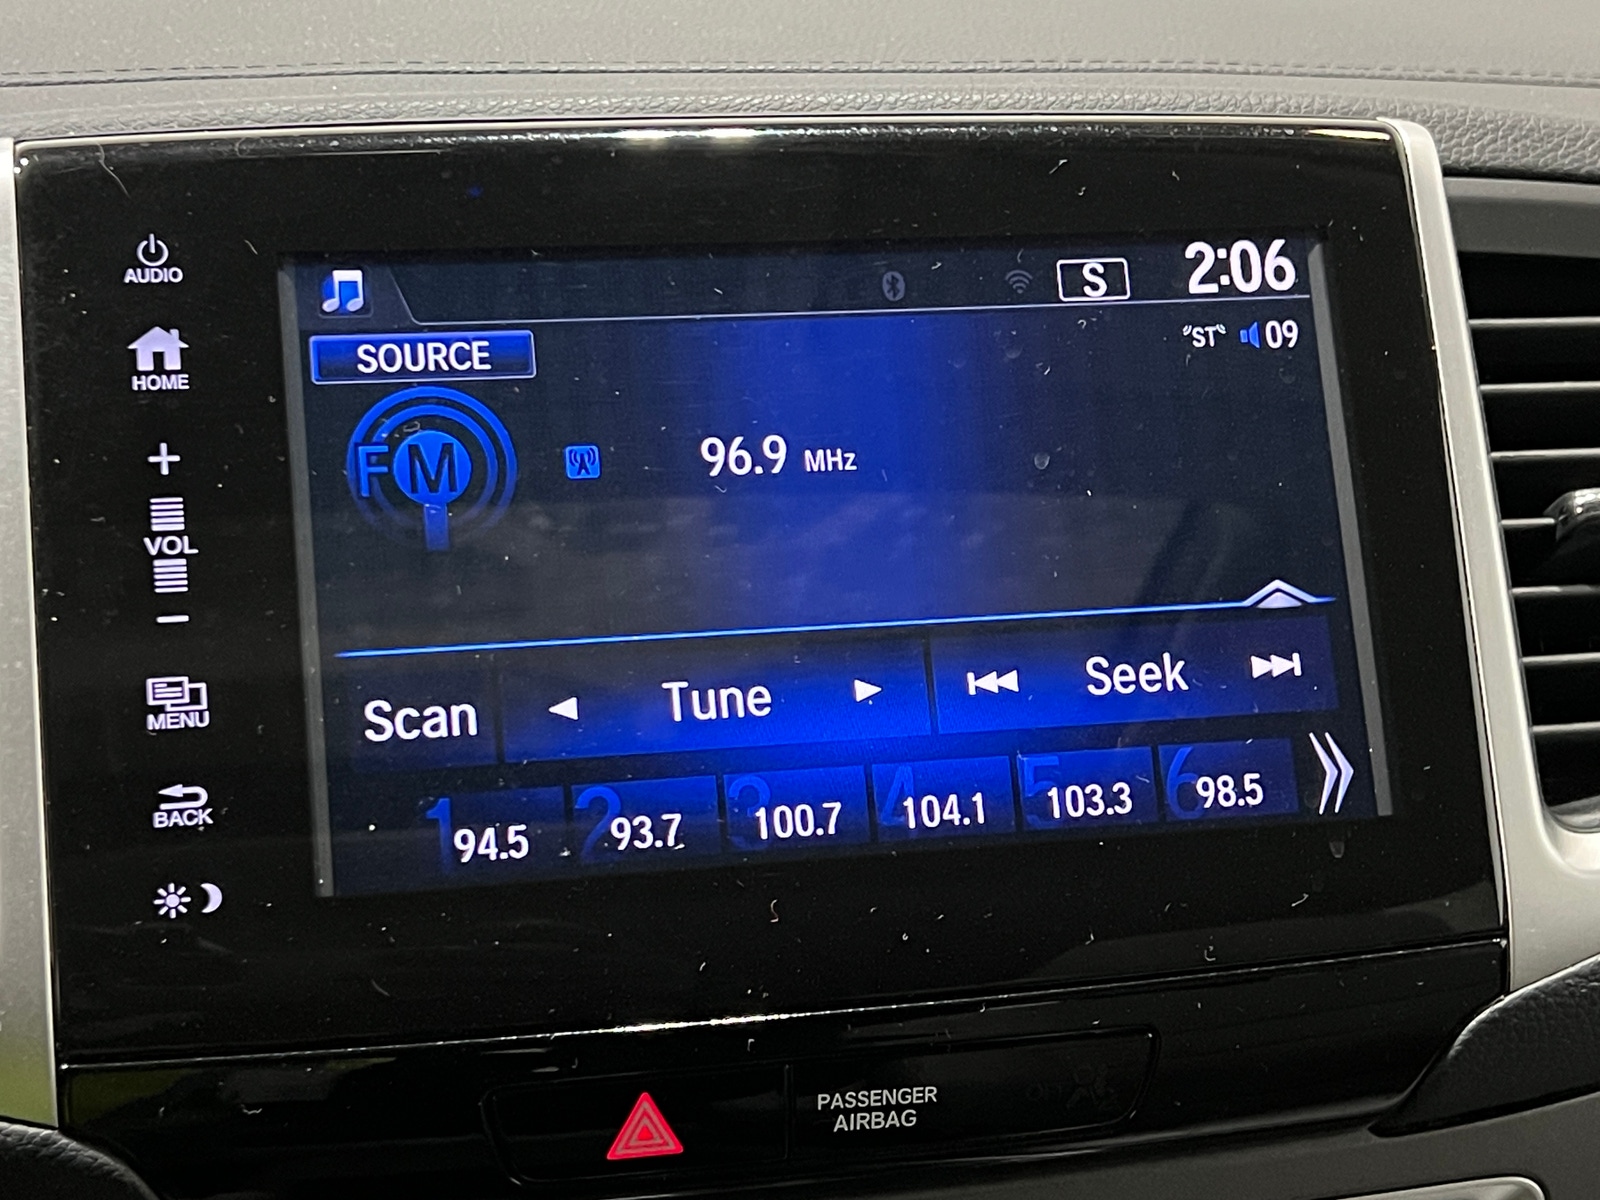 AUDIO
S 2:06
SOURCE
"ST" 09
HOME
FM
96.9 MHz
+
VOL
−
Scan
Tune
Seek
MENU
1 94.5
2 93.7
3 100.7
4 104.1
5 103.3
6 98.5
BACK
PASSENGER
AIRBAG